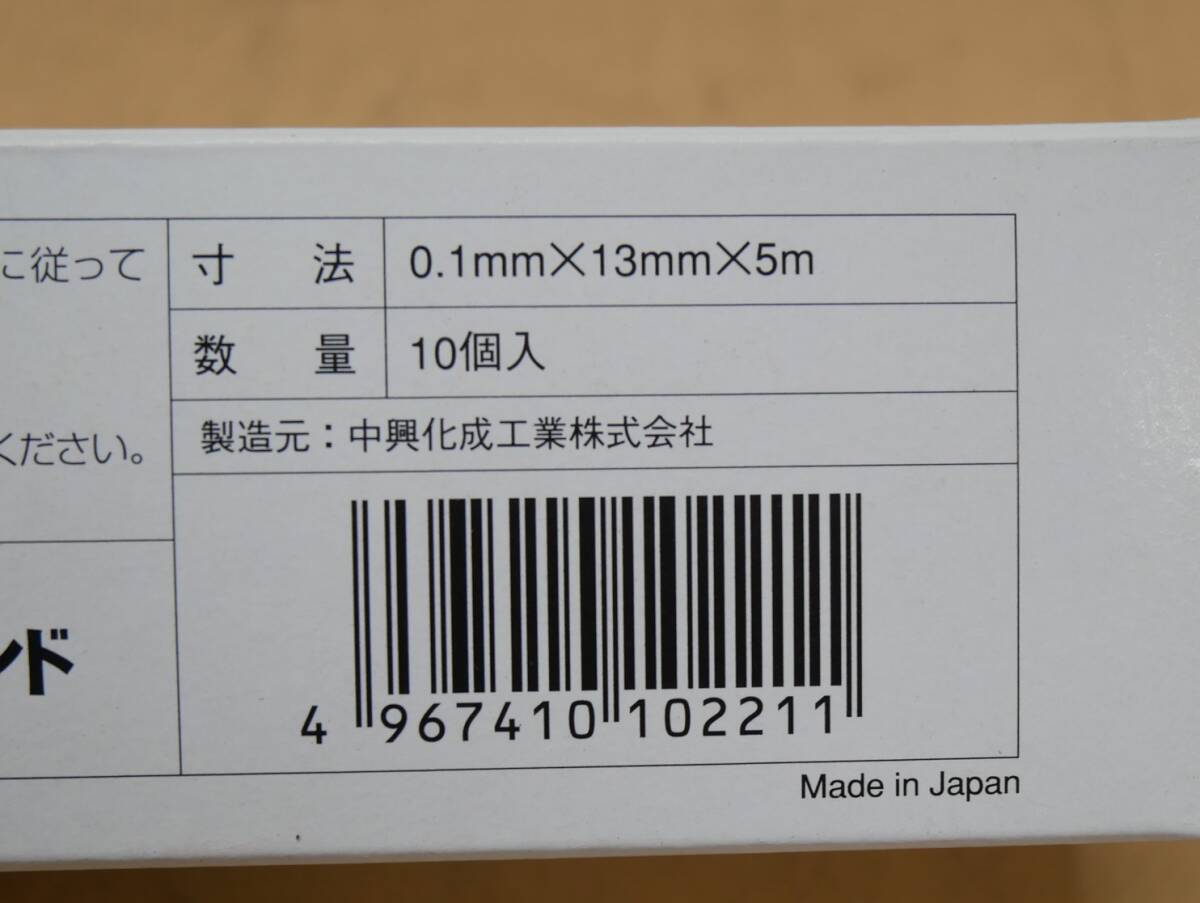 に従って
ください。
ンド
寸 法 0.1mm×13mm×5m
数 量 10個入
製造元：中興化成工業株式会社
4 967410 102211
Made in Japan